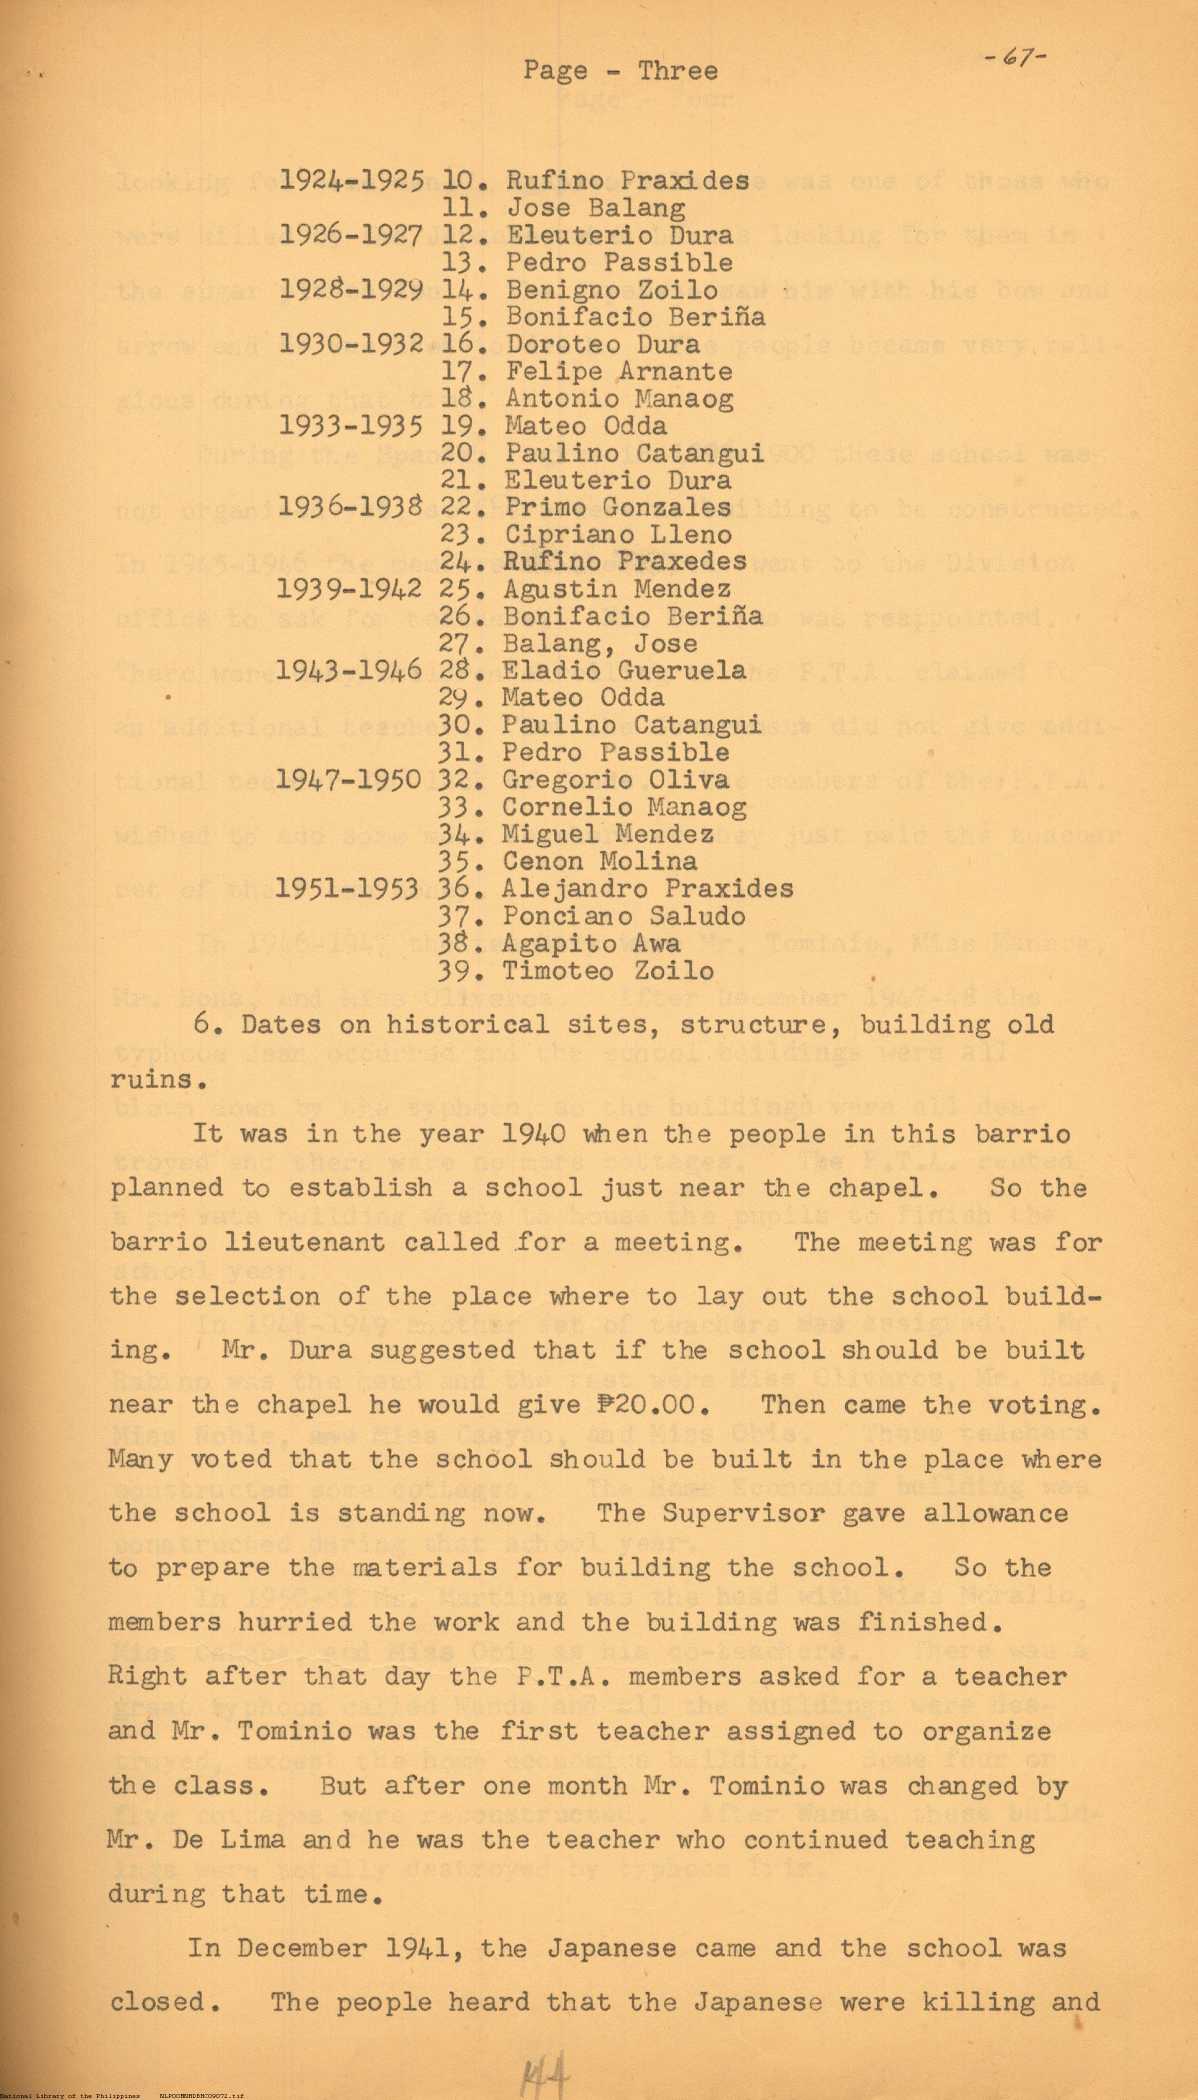 Page - Three
-67-
1924-1925 10. Rufino Praxides
11. Jose Balang
1926-1927 12. Eleuterio Dura
13. Pedro Passible
1928-1929 14. Benigno Zoilo
15. Bonifacio Beriña
1930-1932 16. Doroteo Dura
17. Felipe Arnante
18. Antonio Manaog
1933-1935 19. Mateo Odda
20. Paulino Catangui
21. Eleuterio Dura
1936-1938 22. Primo Gonzales
23. Cipriano Lleno
24. Rufino Praxedes
1939-1942 25. Agustin Mendez
26. Bonifacio Beriña
27. Balang, Jose
1943-1946 28. Eladio Gueruela
29. Mateo Odda
30. Paulino Catangui
31. Pedro Passible
1947-1950 32. Gregorio Oliva
33. Cornelio Manaog
34. Miguel Mendez
35. Cenon Molina
1951-1953 36. Alejandro Praxides
37. Ponciano Saludo
38. Agapito Awa
39. Timoteo Zoilo
6. Dates on historical sites, structure, building old
ruins.
It was in the year 1940 when the people in this barrio
planned to establish a school just near the chapel. So the
barrio lieutenant called for a meeting. The meeting was for
the selection of the place where to lay out the school build-
ing. Mr. Dura suggested that if the school should be built
near the chapel he would give ₱20.00. Then came the voting.
Many voted that the school should be built in the place where
the school is standing now. The Supervisor gave allowance
to prepare the materials for building the school. So the
members hurried the work and the building was finished.
Right after that day the P.T.A. members asked for a teacher
and Mr. Tominio was the first teacher assigned to organize
the class. But after one month Mr. Tominio was changed by
Mr. De Lima and he was the teacher who continued teaching
during that time.
In December 1941, the Japanese came and the school was
closed. The people heard that the Japanese were killing and
144
National Library of the Philippines